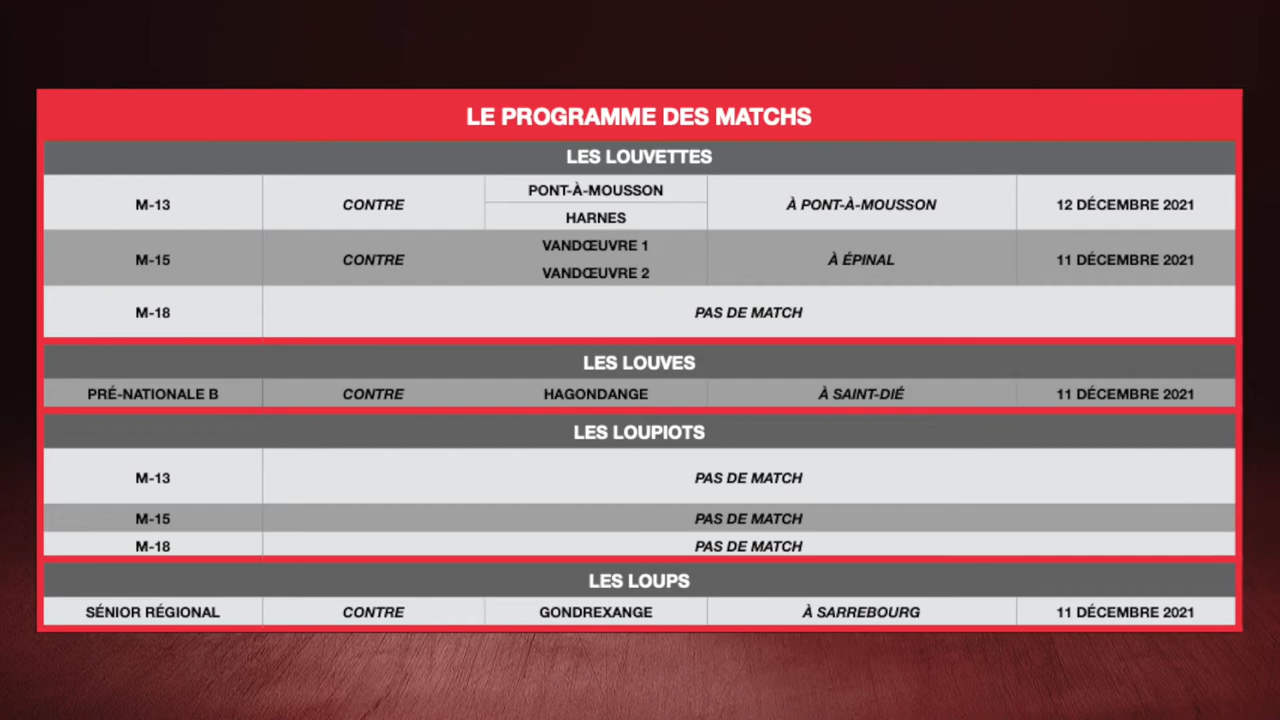 LE PROGRAMME DES MATCHS
LES LOUVETTES
M-13 CONTRE PONT-À-MOUSSON HARNES À PONT-À-MOUSSON 12 DÉCEMBRE 2021
M-15 CONTRE VANDŒUVRE 1 VANDŒUVRE 2 À ÉPINAL 11 DÉCEMBRE 2021
M-18 PAS DE MATCH
LES LOUVES
PRÉ-NATIONALE B CONTRE HAGONDANGE À SAINT-DIÉ 11 DÉCEMBRE 2021
LES LOUPIOTS
M-13 PAS DE MATCH
M-15 PAS DE MATCH
M-18 PAS DE MATCH
LES LOUPS
SÉNIOR RÉGIONAL CONTRE GONDREXANGE À SARREBOURG 11 DÉCEMBRE 2021